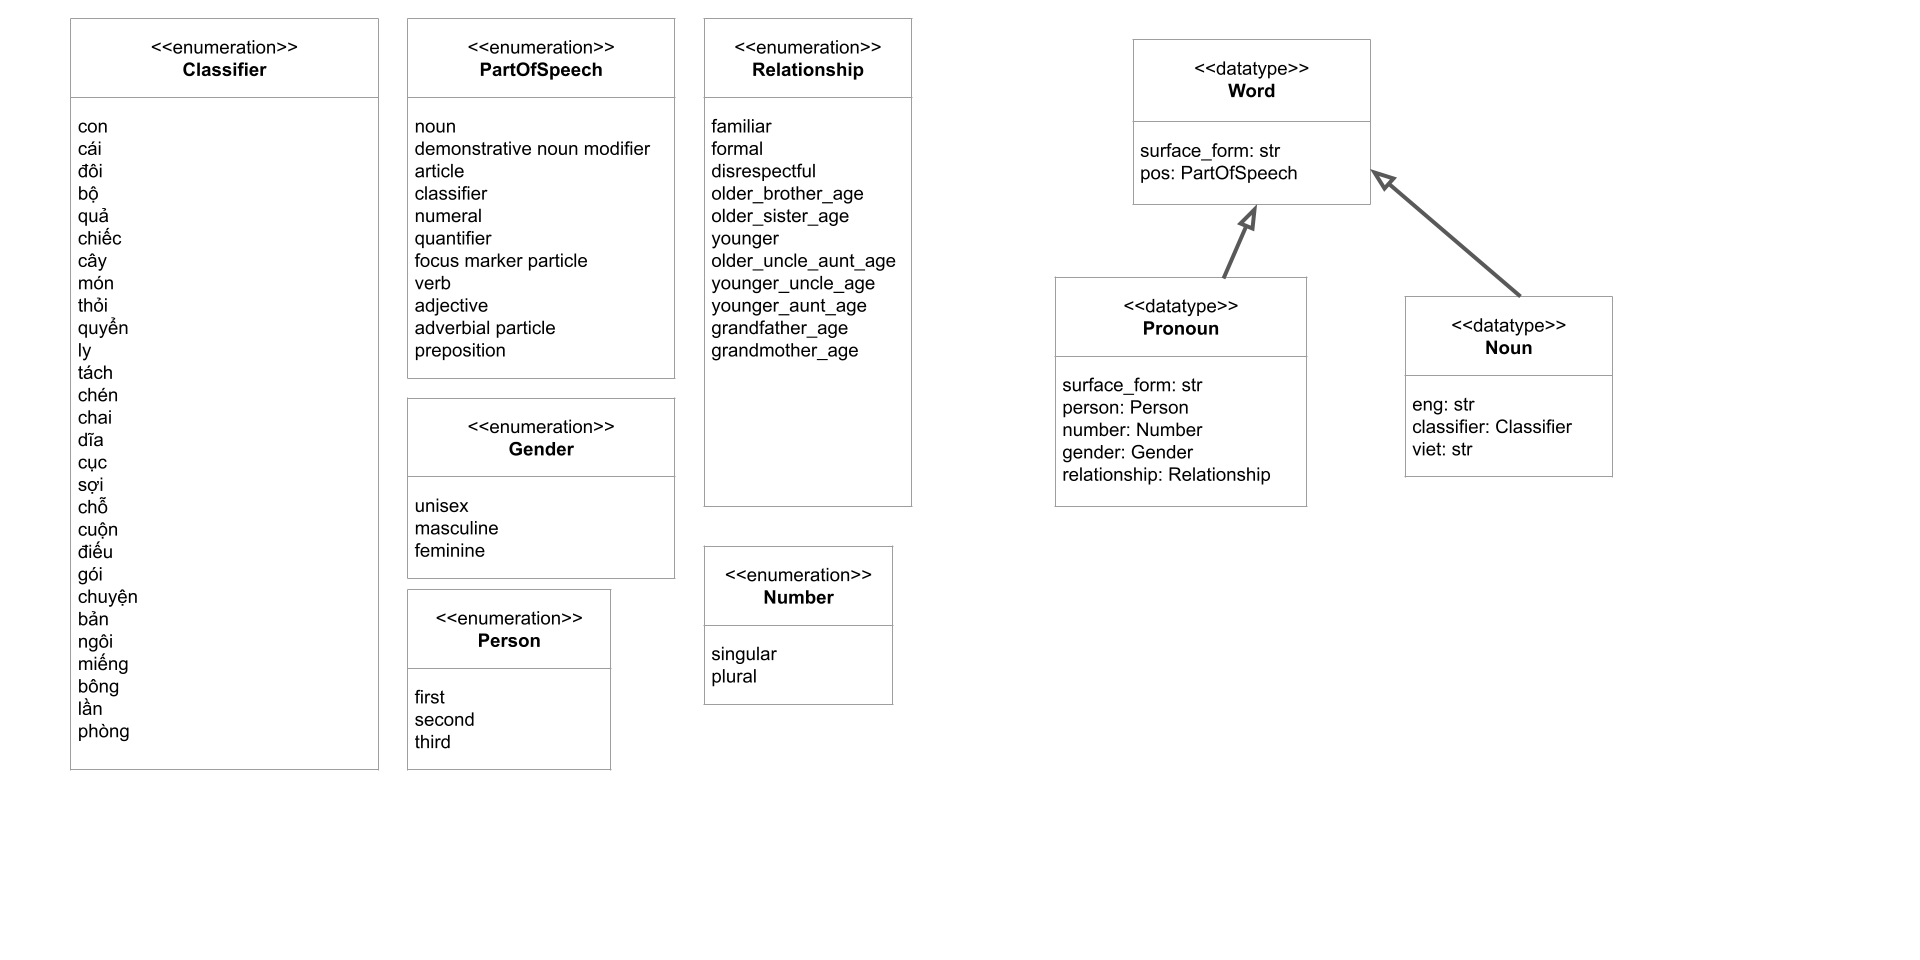 <<enumeration>>
Classifier
con
cái
đôi
bộ
quả
chiếc
cây
món
thỏi
quyển
ly
tách
chén
chai
dĩa
cục
sợi
chỗ
cuộn
điếu
gói
chuyện
bản
ngôi
miếng
bông
lần
phòng
<<enumeration>>
PartOfSpeech
noun
demonstrative noun modifier
article
classifier
numeral
quantifier
focus marker particle
verb
adjective
adverbial particle
preposition
<<enumeration>>
Gender
unisex
masculine
feminine
<<enumeration>>
Person
first
second
third
<<enumeration>>
Relationship
familiar
formal
disrespectful
older_brother_age
older_sister_age
younger
older_uncle_aunt_age
younger_uncle_age
younger_aunt_age
grandfather_age
grandmother_age
<<enumeration>>
Number
singular
plural
<<datatype>>
Word
surface_form: str
pos: PartOfSpeech
<<datatype>>
Pronoun
surface_form: str
person: Person
number: Number
gender: Gender
relationship: Relationship
<<datatype>>
Noun
eng: str
classifier: Classifier
viet: str